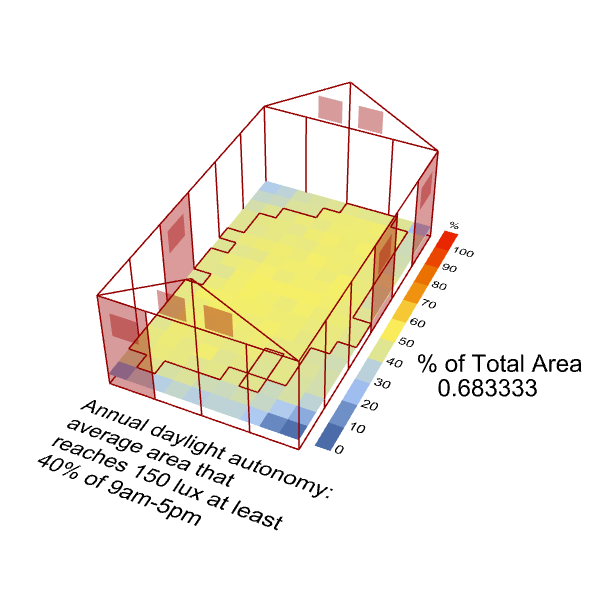 %
100
90
80
70
60
50
40
30
20
10
0
% of Total Area
0.683333
Annual daylight autonomy:
average area that
reaches 150 lux at least
40% of 9am-5pm